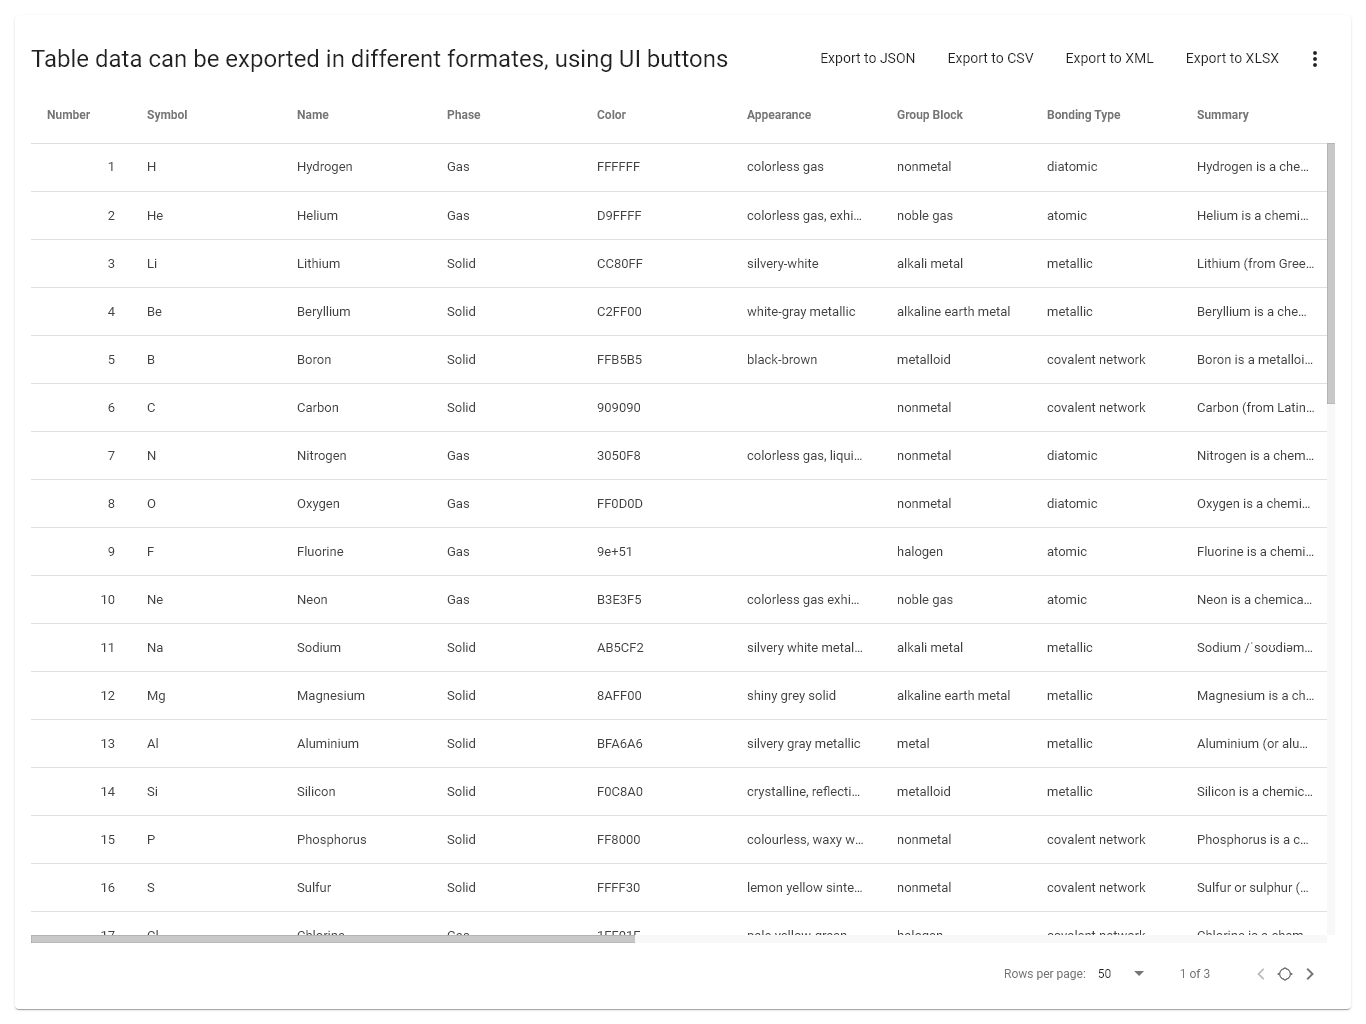 Table data can be exported in different formates, using UI buttons Export to JSON Export to CSV Export to XML Export to XLSX
Number Symbol Name Phase Color Appearance Group Block Bonding Type Summary
1 H Hydrogen Gas FFFFFF colorless gas nonmetal diatomic Hydrogen is a che...
2 He Helium Gas D9FFFF colorless gas, exhi... noble gas atomic Helium is a chemi...
3 Li Lithium Solid CC80FF silvery-white alkali metal metallic Lithium (from Gree...
4 Be Beryllium Solid C2FF00 white-gray metallic alkaline earth metal metallic Beryllium is a che...
5 B Boron Solid FFB5B5 black-brown metalloid covalent network Boron is a metalloi...
6 C Carbon Solid 909090 nonmetal covalent network Carbon (from Latin...
7 N Nitrogen Gas 3050F8 colorless gas, liqui... nonmetal diatomic Nitrogen is a chem...
8 O Oxygen Gas FF0D0D nonmetal diatomic Oxygen is a chemi...
9 F Fluorine Gas 9e+51 halogen atomic Fluorine is a chemi...
10 Ne Neon Gas B3E3F5 colorless gas exhi... noble gas atomic Neon is a chemica...
11 Na Sodium Solid AB5CF2 silvery white metal... alkali metal metallic Sodium /ˈsoʊdiəm...
12 Mg Magnesium Solid 8AFF00 shiny grey solid alkaline earth metal metallic Magnesium is a ch...
13 Al Aluminium Solid BFA6A6 silvery gray metallic metal metallic Aluminium (or alu...
14 Si Silicon Solid F0C8A0 crystalline, reflecti... metalloid metallic Silicon is a chemic...
15 P Phosphorus Solid FF8000 colourless, waxy w... nonmetal covalent network Phosphorus is a c...
16 S Sulfur Solid FFFF30 lemon yellow sinte... nonmetal covalent network Sulfur or sulphur (...
17 Cl Chlorine Gas 1FF01F pale yellow-green halogen covalent network Chlorine is a chem...
Rows per page: 50 1 of 3